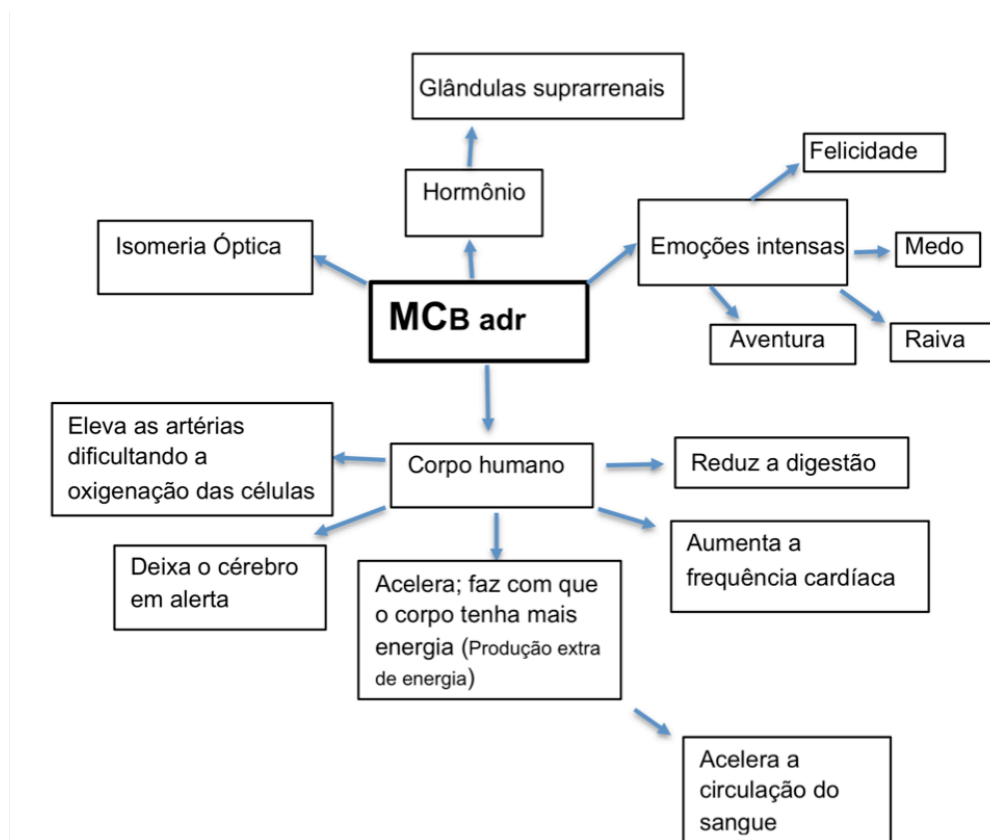 Glândulas suprarrenais
Felicidade
Hormônio
Isomeria Óptica
Emoções intensas
Medo
MCB adr
Aventura
Raiva
Eleva as artérias
dificultando a
oxigenação das células
Corpo humano
Reduz a digestão
Deixa o cérebro
em alerta
Acelera; faz com que
o corpo tenha mais
energia (Produção extra
de energia)
Aumenta a
frequência cardíaca
Acelera a
circulação do
sangue